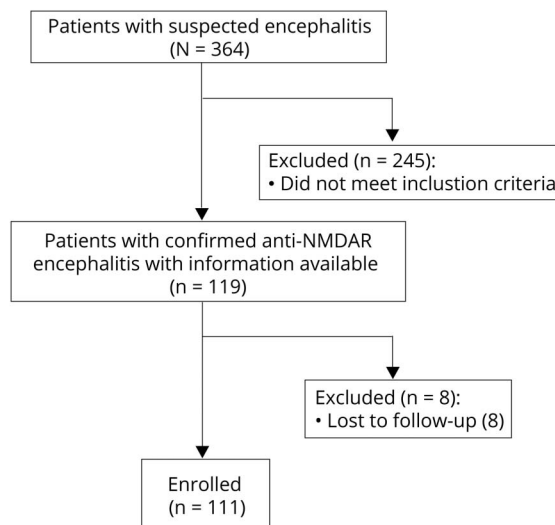 Patients with suspected encephalitis
(N = 364)
Excluded (n = 245):
• Did not meet inclustion criteria
Patients with confirmed anti-NMDAR
encephalitis with information available
(n = 119)
Excluded (n = 8):
• Lost to follow-up (8)
Enrolled
(n = 111)